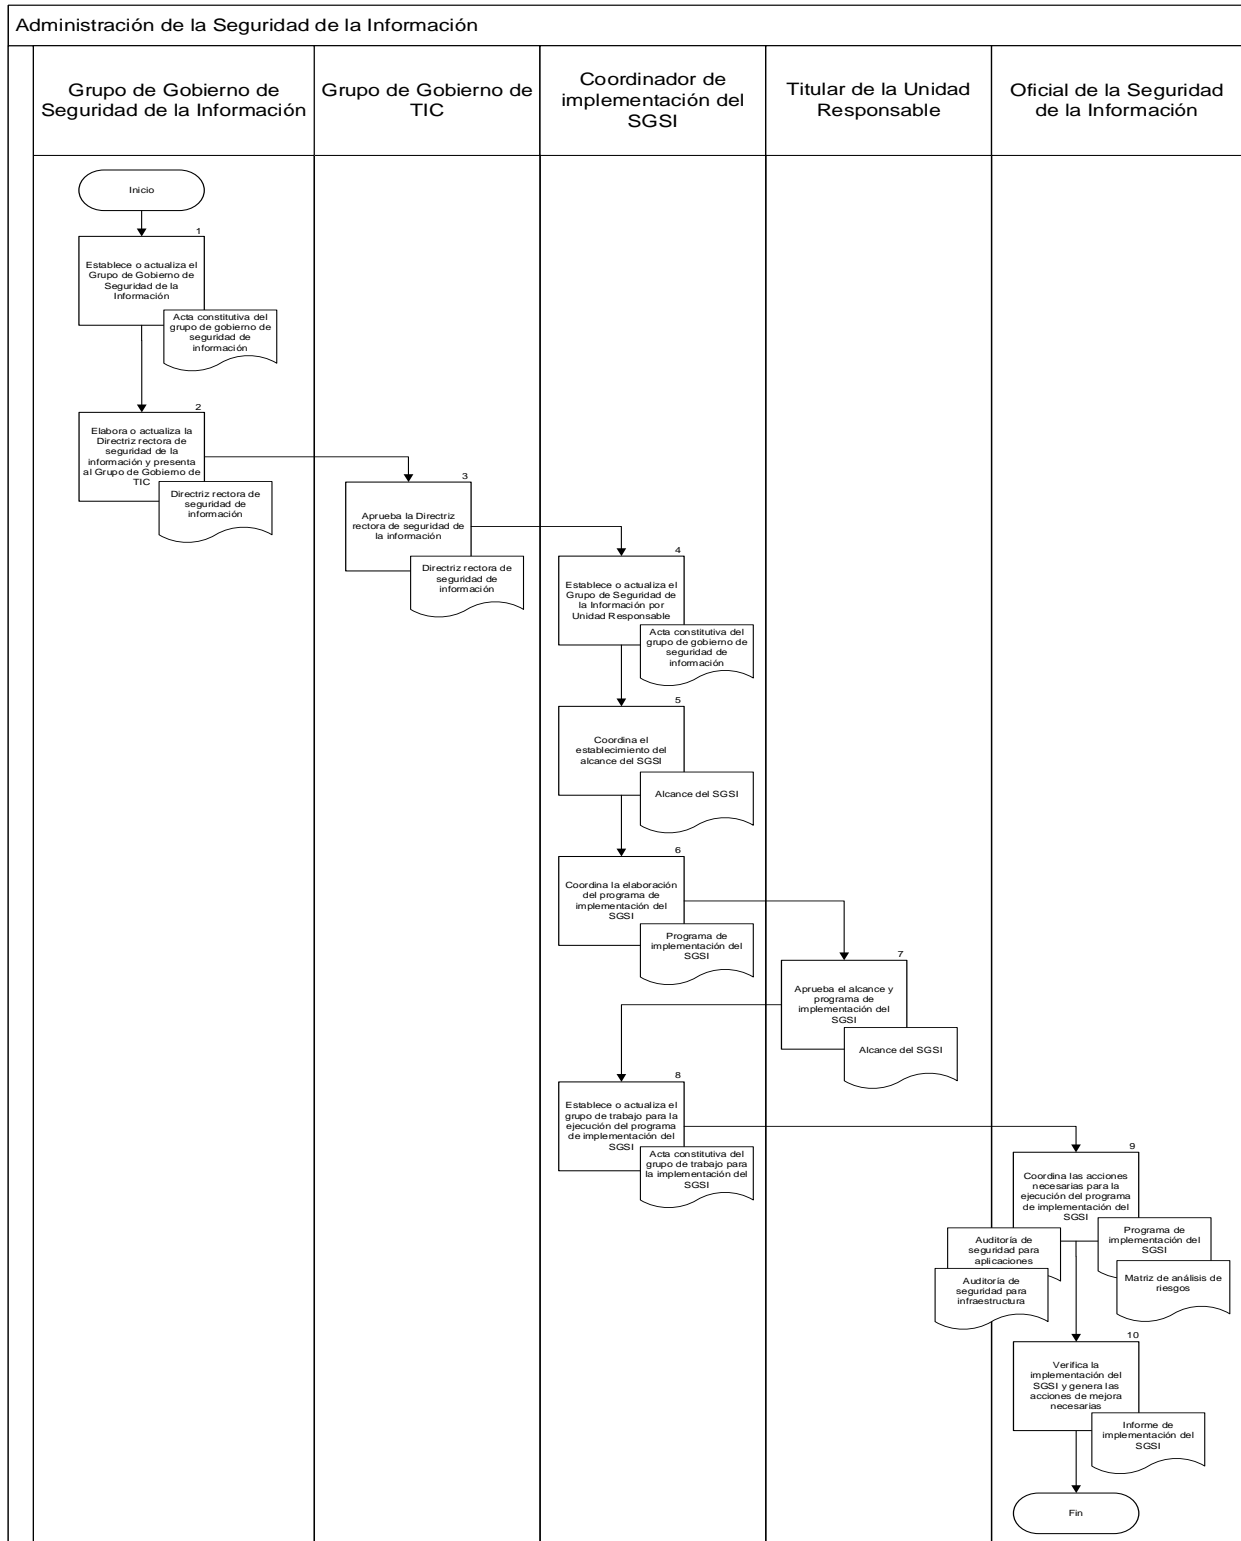 Administración de la Seguridad de la Información
Grupo de Gobierno de
Seguridad de la Información
Grupo de Gobierno de
TIC
Coordinador de
implementación del
SGSI
Titular de la Unidad
Responsable
Oficial de la Seguridad
de la Información
Inicio
1
Establece o actualiza el
Grupo de Gobierno de
Seguridad de la
Información
Acta constitutiva del
grupo de gobierno de
seguridad de
información
2
Elabora o actualiza la
Directriz rectora de
seguridad de la
información y presenta
al Grupo de Gobierno de
TIC
Directriz rectora de
seguridad de
información
3
Aprueba la Directriz
rectora de seguridad de
la información
Directriz rectora de
seguridad de
información
4
Establece o actualiza el
Grupo de Seguridad de
la Información por
Unidad Responsable
Acta constitutiva del
grupo de gobierno de
seguridad de
información
5
Coordina el
establecimiento del
alcance del SGSI
Alcance del SGSI
6
Coordina la elaboración
del programa de
implementación del
SGSI
Programa de
implementación del
SGSI
7
Aprueba el alcance y
programa de
implementación del
SGSI
Alcance del SGSI
8
Establece o actualiza el
grupo de trabajo para la
ejecución del programa
de implementación del
SGSI
Acta constitutiva del
grupo de trabajo para
la implementación del
SGSI
9
Coordina las acciones
necesarias para la
ejecución del programa
de implementación del
SGSI
Auditoría de
seguridad para
aplicaciones
Auditoría de
seguridad para
infraestructura
Programa de
implementación del
SGSI
Matriz de análisis de
riesgos
10
Verifica la
implementación del
SGSI y genera las
acciones de mejora
necesarias
Informe de
implementación del
SGSI
Fin